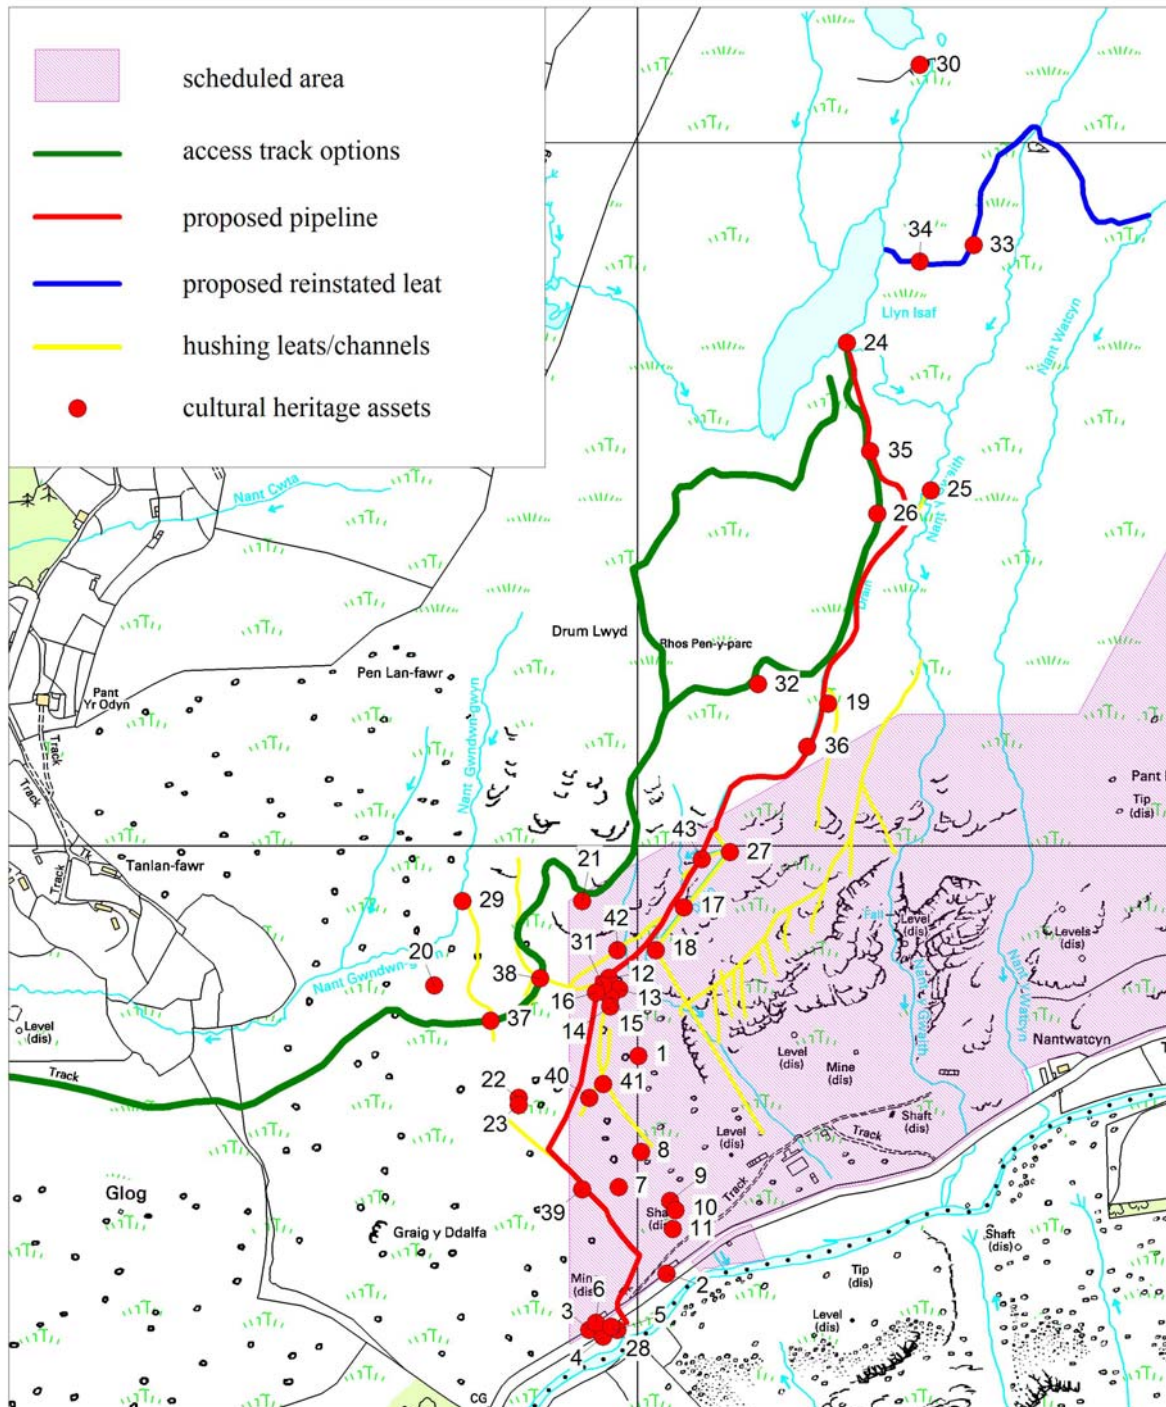 scheduled area
access track options
proposed pipeline
proposed reinstated leat
hushing leats/channels
cultural heritage assets
30
34
33
Llyn Isaf
Nant Watcyn
24
35
25
Nant Cwta
26
Drain
Drum Lwyd
Rhos Pen-y-parc
Pen Lan-fawr
32
19
Pant
Yr Odyn
Track
Nant Gwndwn-gwyn
36
Pant
Tip
(dis)
Track
43
27
Tanlan-fawr
Tk
Track
21
29
17
42
Fall
Level
(dis)
Levels
(dis)
31
18
20
12
38
13
16
Nant Gwndwn-
Nant y Gwaith
Nant y Watcyn
37
15
14
Level
(dis)
1
Level
(dis)
Mine
(dis)
Nantwatcyn
Track
22
40
41
23
Shaft
(dis)
Level
(dis)
Track
8
Track
7
9
Glog
10
39
11
Graig y Ddalfa
Shaft
(dis)
Tip
(dis)
2
6
3
5
Level
(dis)
4
28
CG